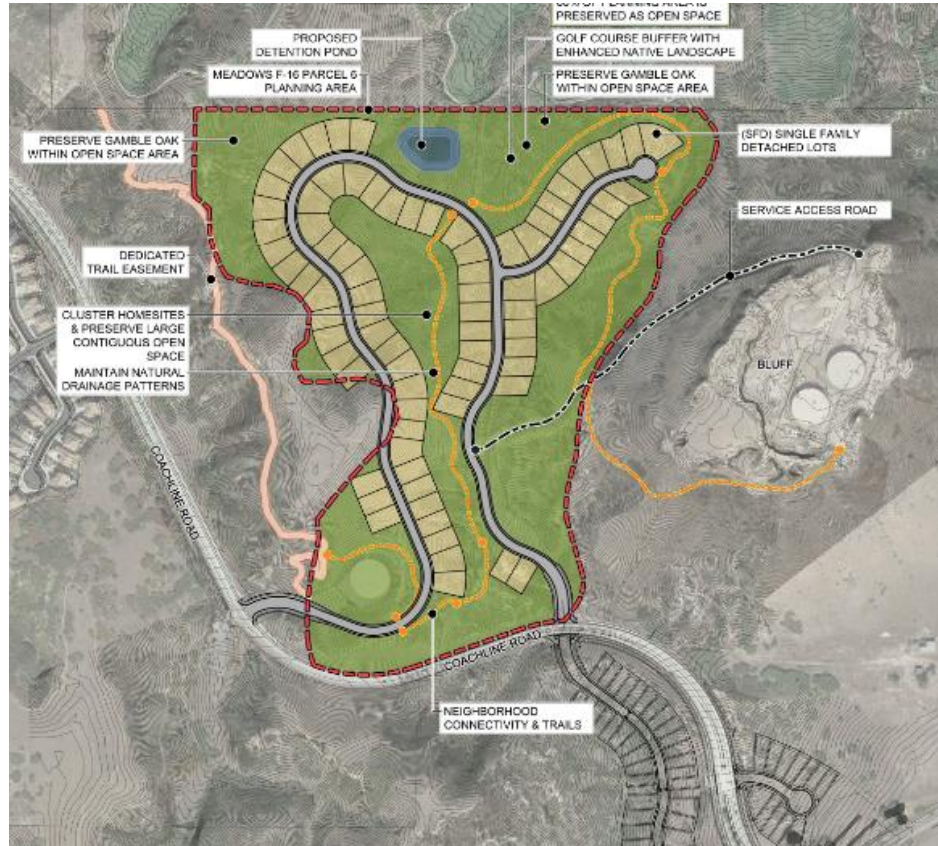 PRESERVED AS OPEN SPACE
PROPOSED
DETENTION POND
GOLF COURSE BUFFER WITH
ENHANCED NATIVE LANDSCAPE
MEADOWS F-16 PARCEL 6
PLANNING AREA
PRESERVE GAMBLE OAK
WITHIN OPEN SPACE AREA
PRESERVE GAMBLE OAK
WITHIN OPEN SPACE AREA
(SFD) SINGLE FAMILY
DETACHED LOTS
SERVICE ACCESS ROAD
DEDICATED
TRAIL EASEMENT
CLUSTER HOMESITES
& PRESERVE LARGE
CONTIGUOUS OPEN
SPACE
MAINTAIN NATURAL
DRAINAGE PATTERNS
BLUFF
COACHLINE ROAD
COACHLINE ROAD
NEIGHBORHOOD
CONNECTIVITY & TRAILS